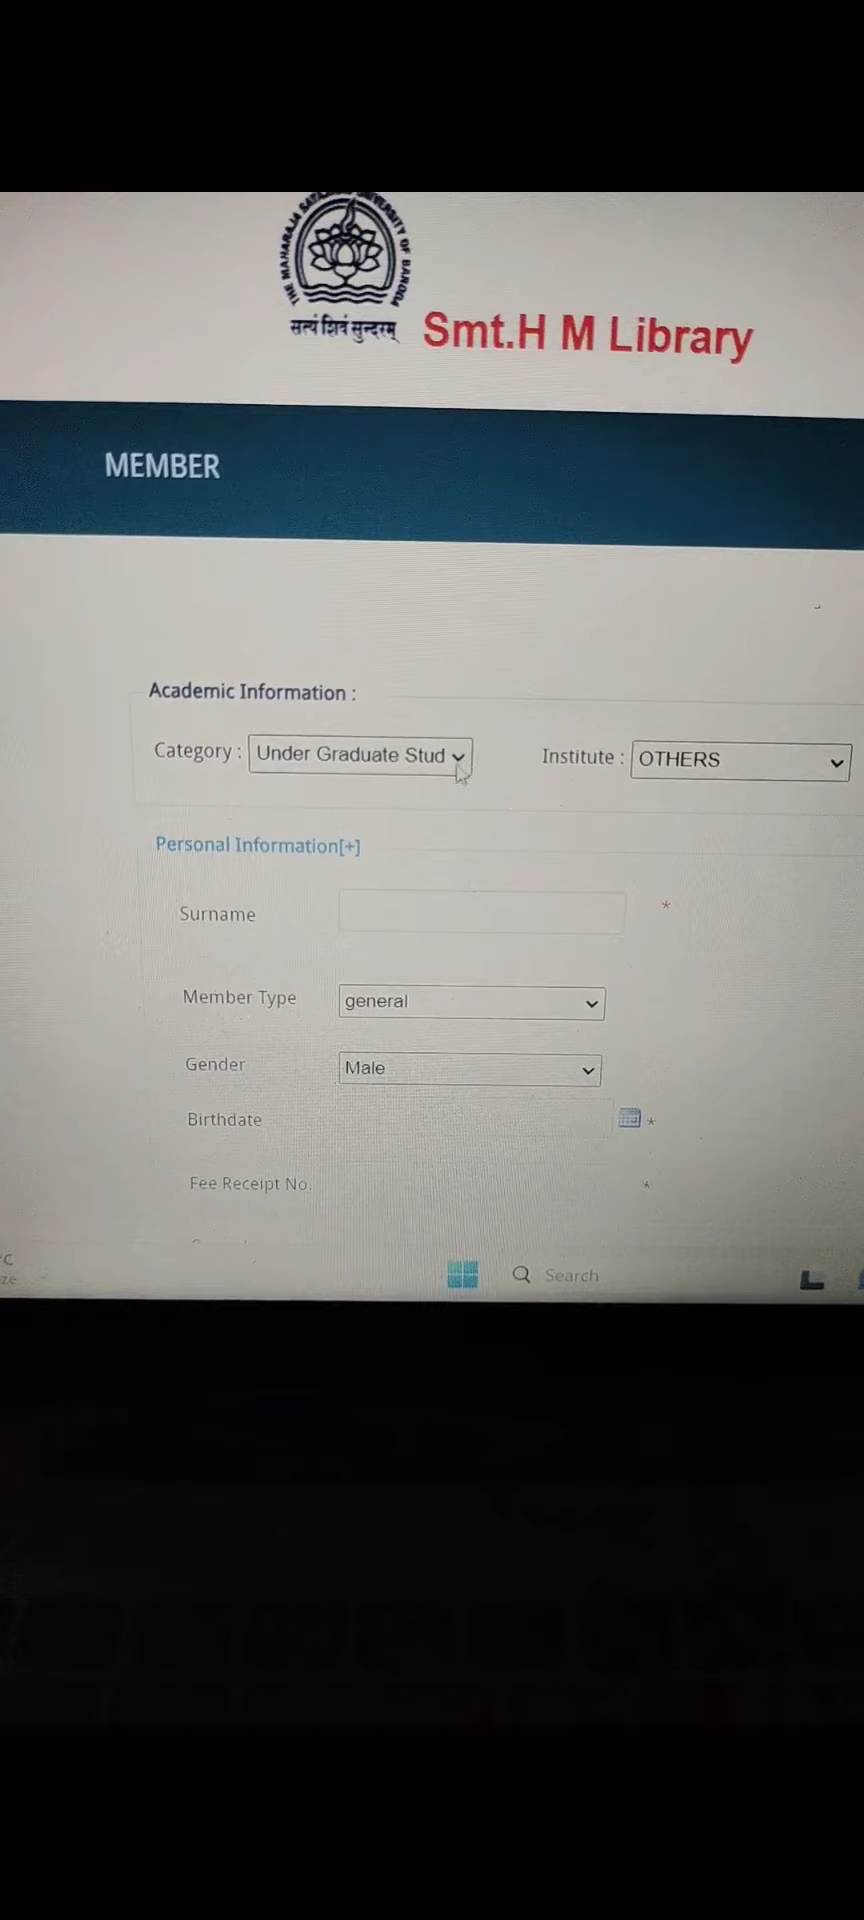 THE MAHARAJA SAYAJIRAO UNIVERSITY OF BARODA
सत्यं शिवं सुन्दरम्
Smt.H M Library
MEMBER
Academic Information :
Category : Under Graduate Stud Institute : OTHERS
Personal Information[+]
Surname *
Member Type general
Gender Male
Birthdate *
Fee Receipt No. *
Search